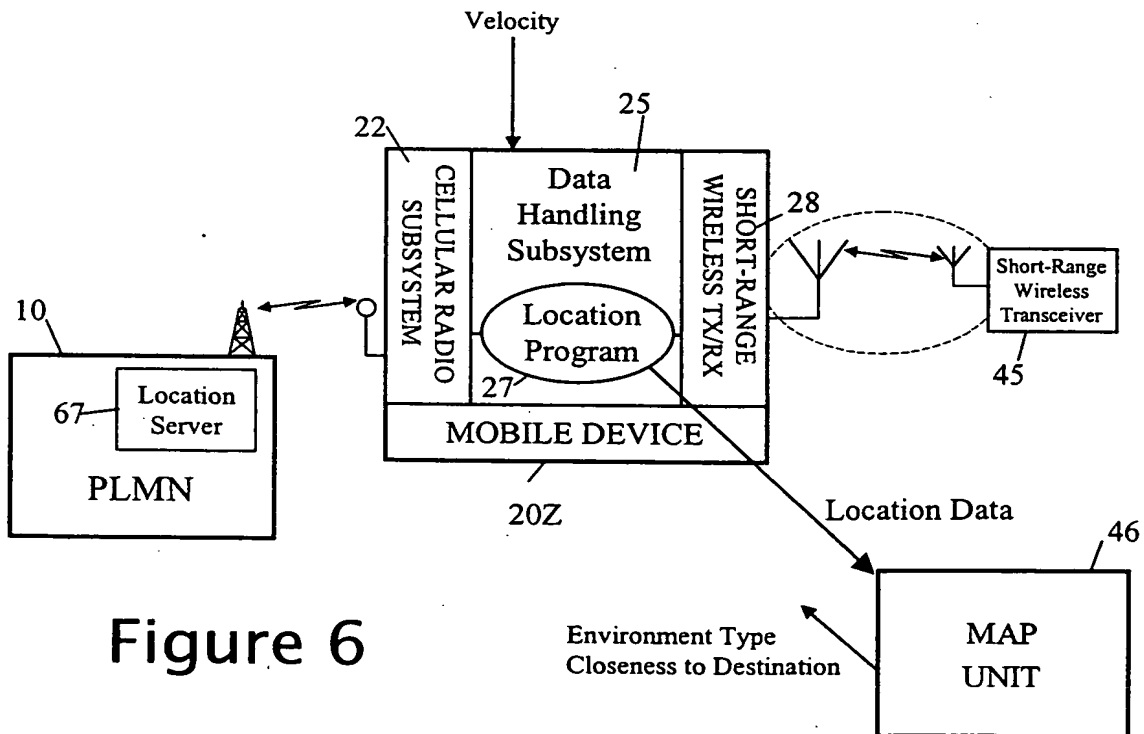 Velocity
22
25
CELLULAR RADIO
SUBSYSTEM
Data
Handling
Subsystem
SHORT-RANGE
WIRELESS TX/RX
28
Short-Range
Wireless
Transceiver
45
10
Location
Program
27
67
Location
Server
PLMN
MOBILE DEVICE
20Z
Location Data
46
Figure 6
Environment Type
Closeness to Destination
MAP
UNIT